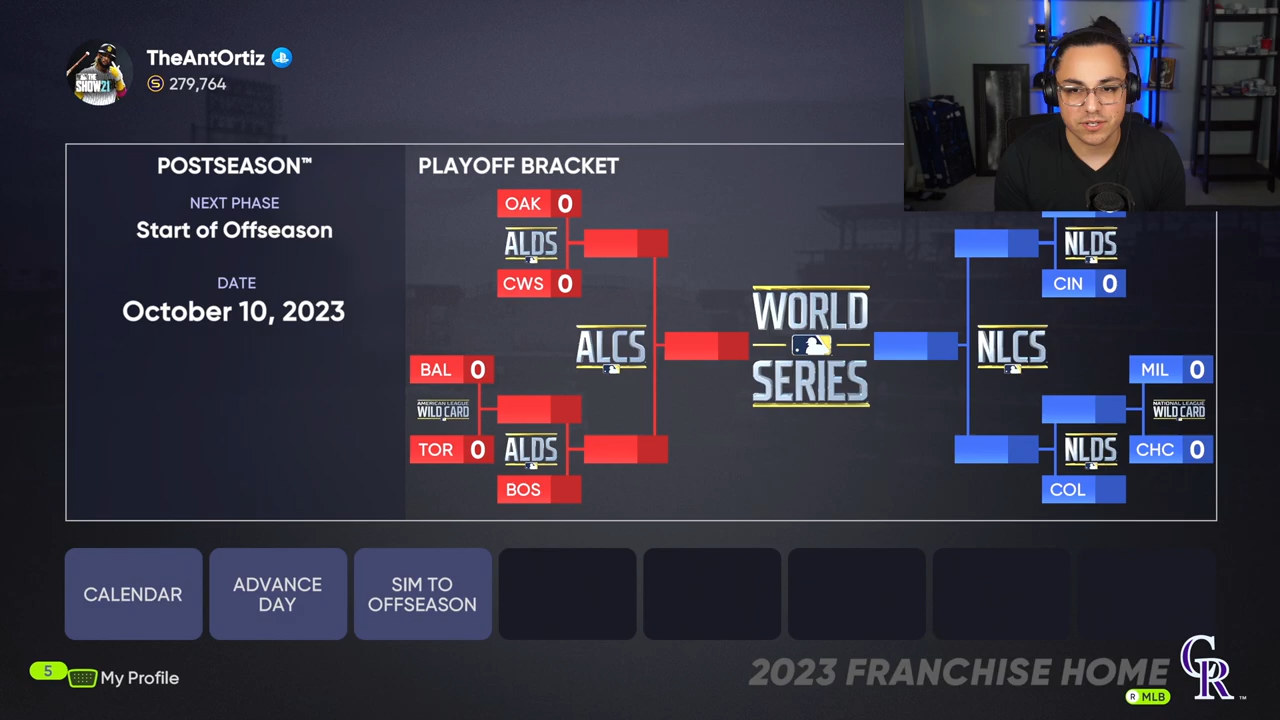 TheAntOrtiz
THE
SHOW21
S 279,764
POSTSEASON™
NEXT PHASE
Start of Offseason
DATE
October 10, 2023
PLAYOFF BRACKET
OAK 0
ALDS
CWS 0
ALCS
BAL 0
AMERICAN LEAGUE
WILD CARD
TOR 0
ALDS
BOS
WORLD
SERIES
NLDS
CIN 0
NLCS
MIL 0
NATIONAL LEAGUE
WILD CARD
NLDS
CHC 0
COL
CALENDAR
ADVANCE
DAY
SIM TO
OFFSEASON
5
My Profile
2023 FRANCHISE HOME
R MLB
CR™